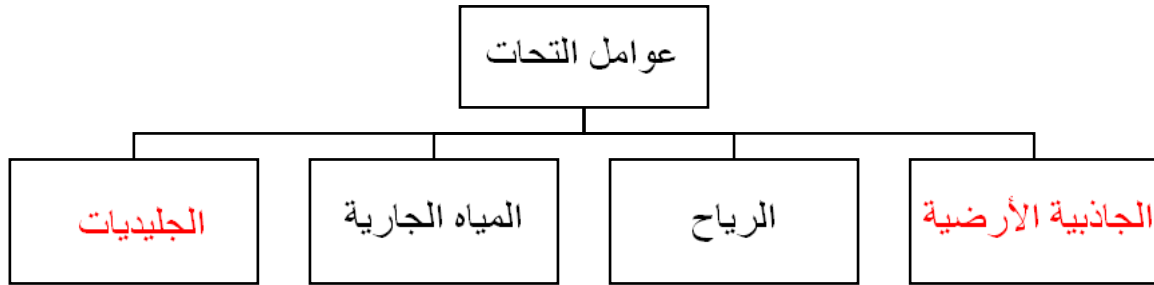 عوامل التحات
الجاذبية الأرضية
الرياح
المياه الجارية
الجليديات